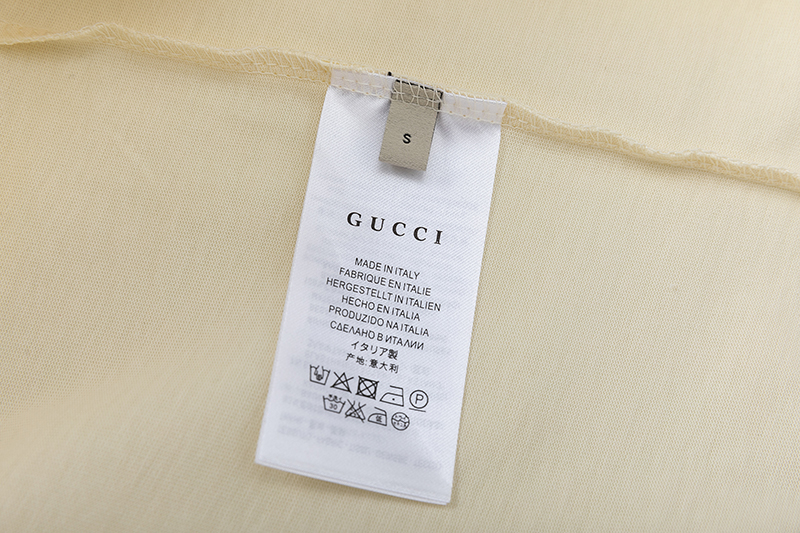 S
GUCCI
MADE IN ITALY
FABRIQUE EN ITALIE
HERGESTELLT IN ITALIEN
HECHO EN ITALIA
PRODUZIDO NA ITALIA
СДЕЛАНО В ИТАЛИИ
イタリア製
产地:意大利
P
30